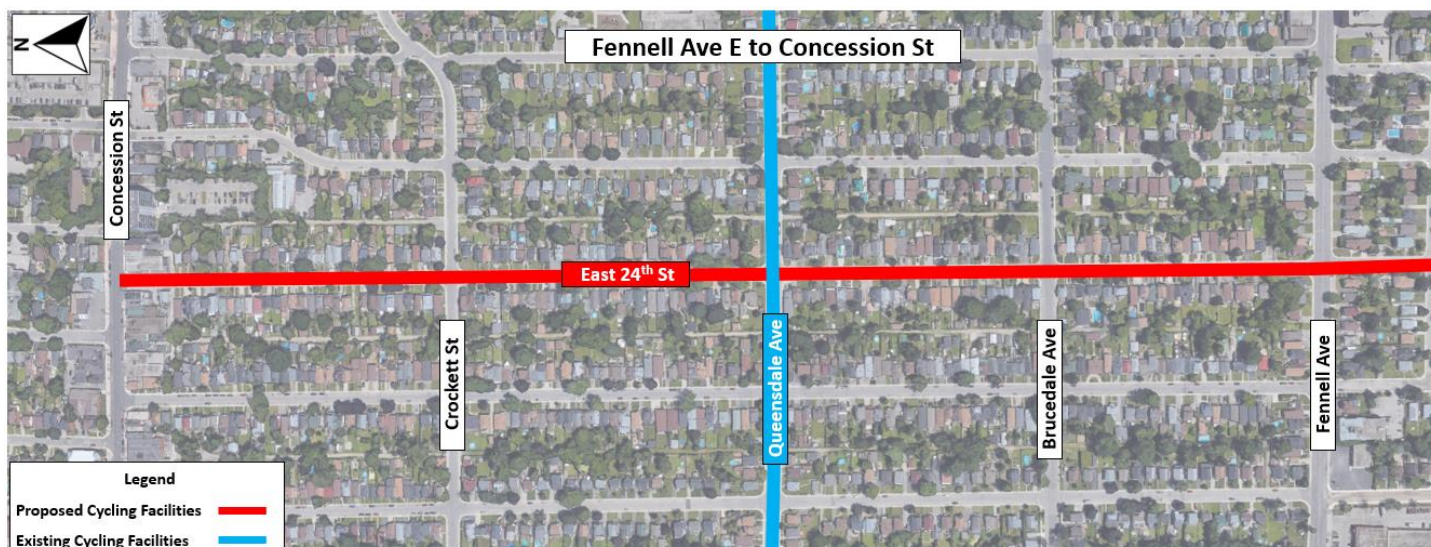 N
Fennell Ave E to Concession St
Concession St
East 24th St
Crockett St
Queensdale Ave
Brucedale Ave
Fennell Ave
Legend
Proposed Cycling Facilities
Existing Cycling Facilities